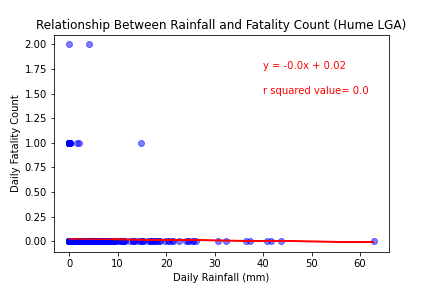 Relationship Between Rainfall and Fatality Count (Hume LGA)
2.00
1.75
1.50
1.25
1.00
0.75
0.50
0.25
0.00
Daily Fatality Count
y = -0.0x + 0.02
r squared value= 0.0
0 10 20 30 40 50 60
Daily Rainfall (mm)